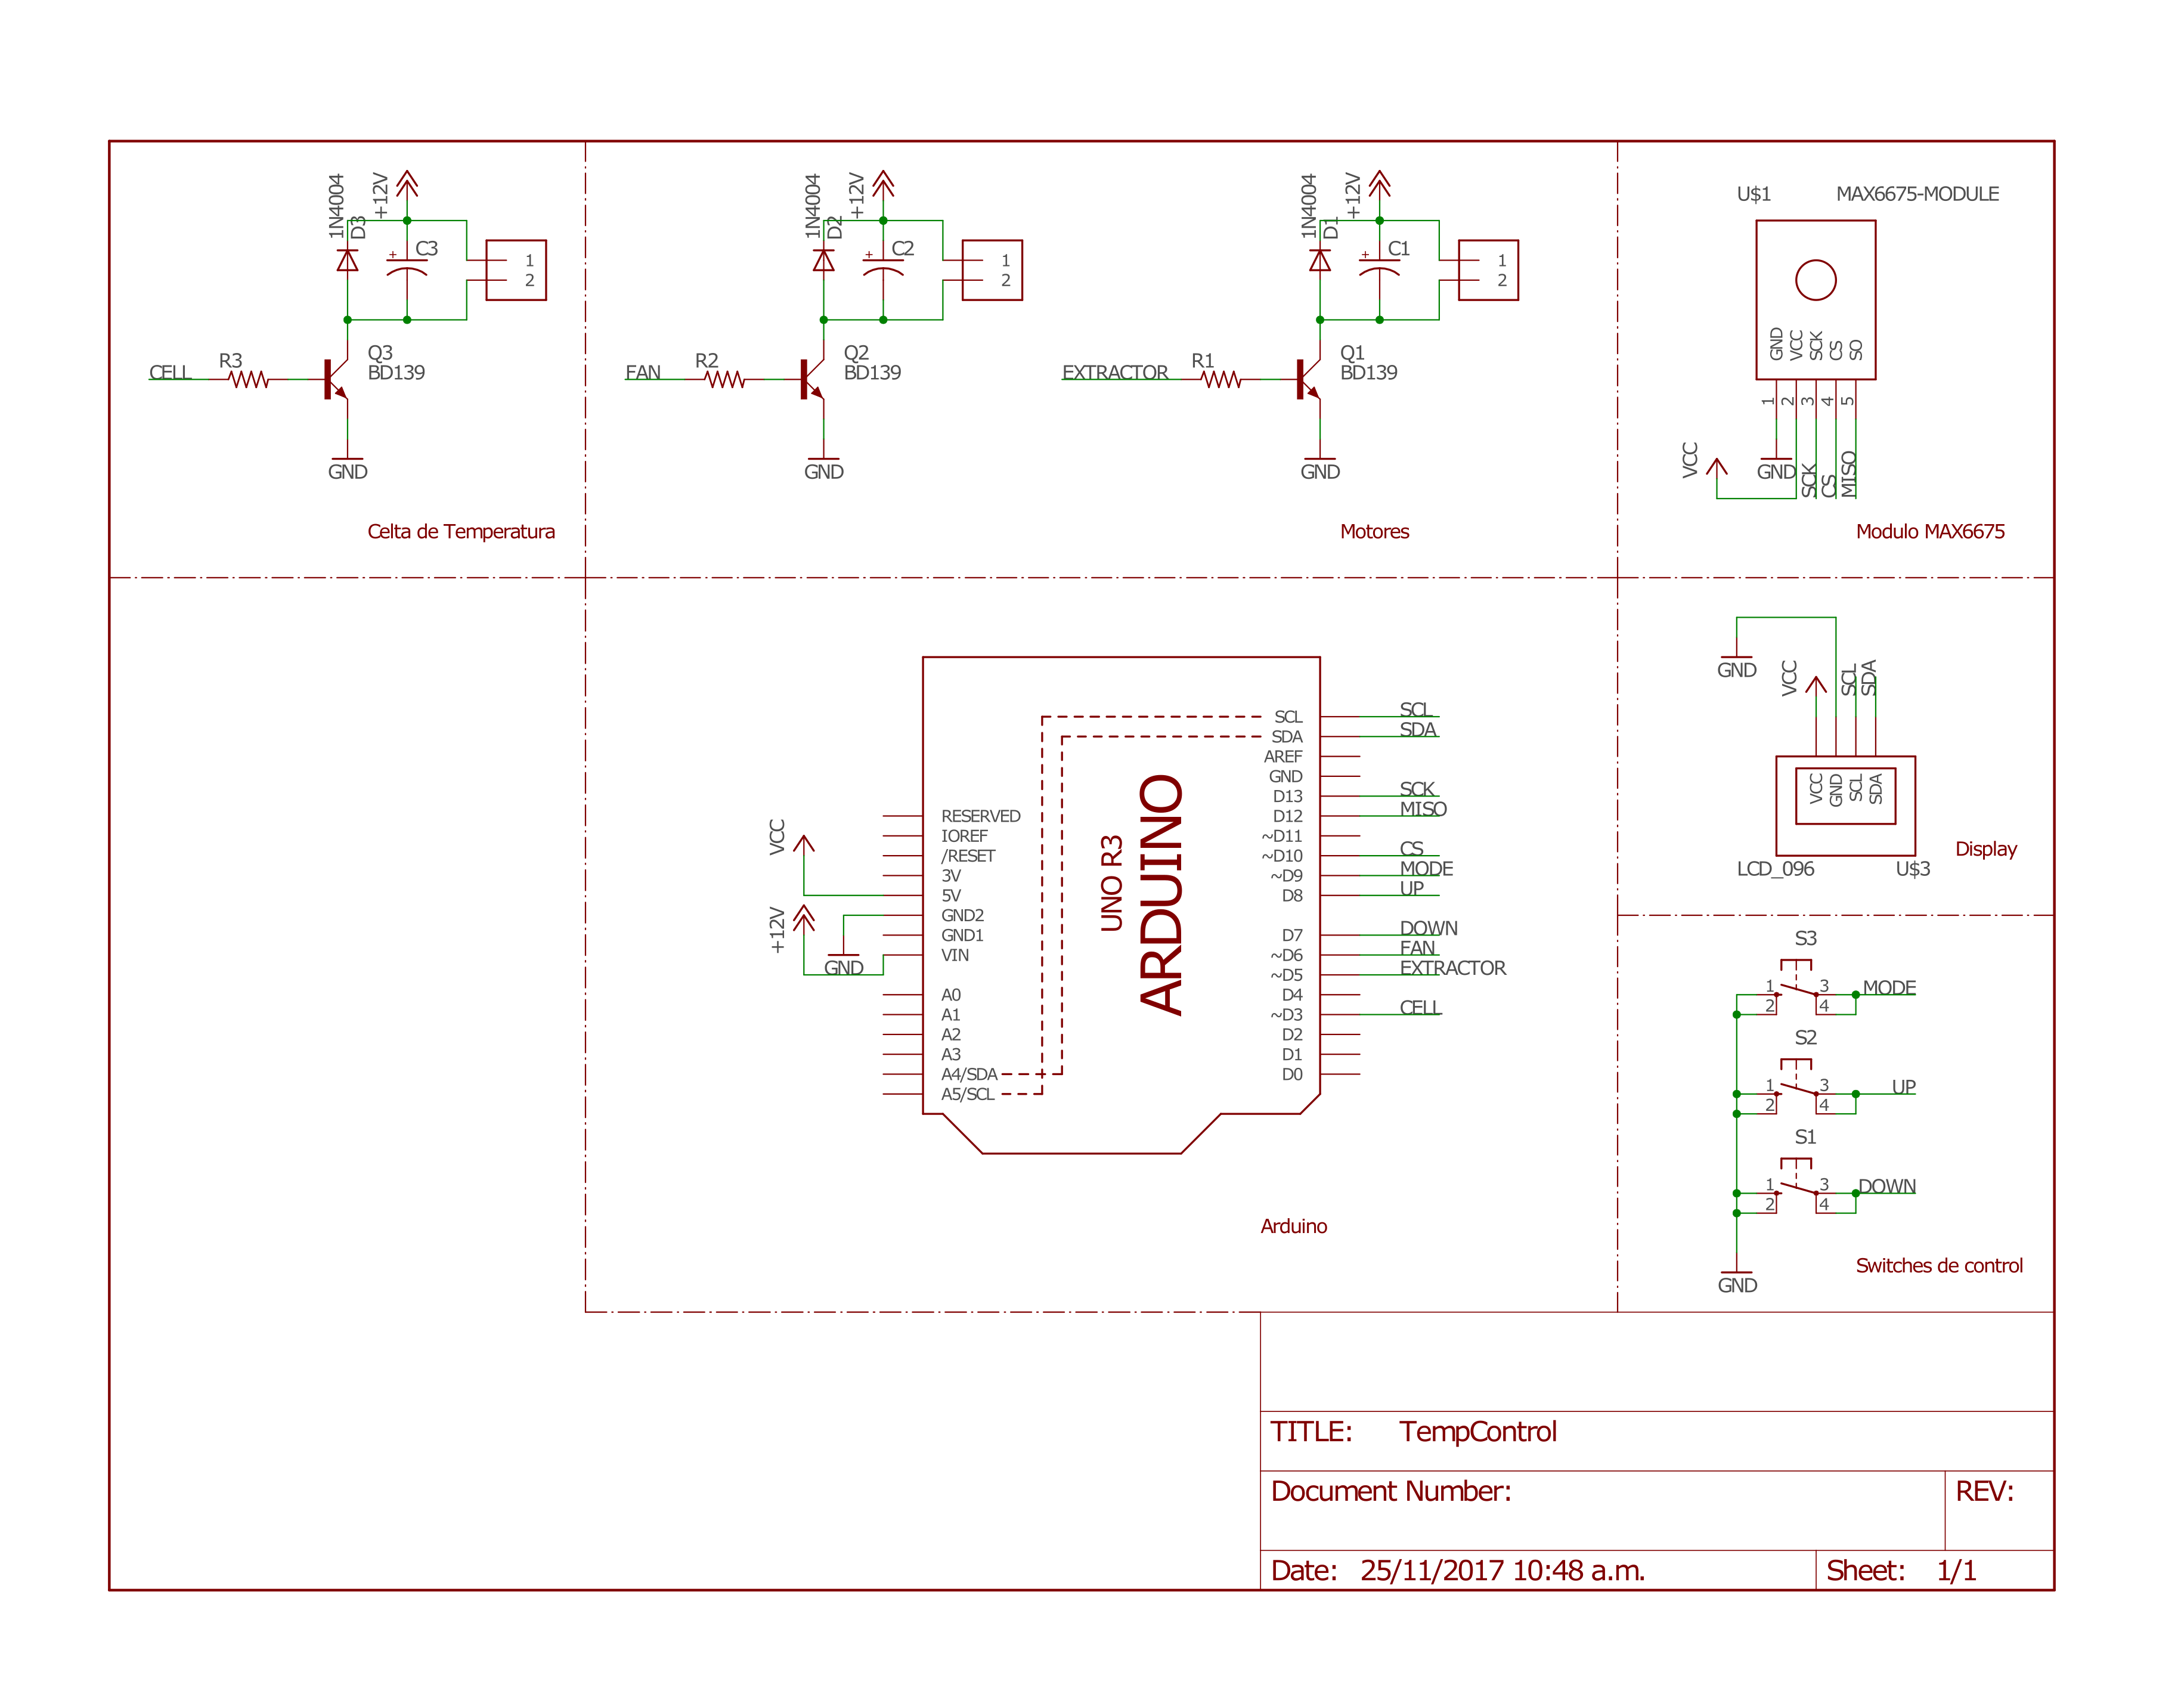 1N4004
D3
+12V
C3
+
1
2
CELL
R3
Q3
BD139
GND
Celta de Temperatura
1N4004
D2
+12V
C2
+
1
2
FAN
R2
Q2
BD139
GND
1N4004
D1
+12V
C1
+
1
2
EXTRACTOR
R1
Q1
BD139
GND
Motores
U$1
MAX6675-MODULE
GND
VCC
SCK
CS
SO
1
2
3
4
5
VCC
GND
SCK
CS
MISO
Modulo MAX6675
ARDUINO
UNO R3
RESERVED
IOREF
/RESET
3V
5V
GND2
GND1
VIN
A0
A1
A2
A3
A4/SDA
A5/SCL
VCC
+12V
GND
SCL
SDA
AREF
GND
D13
D12
~D11
~D10
~D9
D8
D7
~D6
~D5
D4
~D3
D2
D1
D0
SCL
SDA
SCK
MISO
CS
MODE
UP
DOWN
FAN
EXTRACTOR
CELL
Arduino
GND
VCC
SCL
SDA
VCC
GND
SCL
SDA
LCD_096
U$3
Display
S3
1
2
3
4
MODE
S2
1
2
3
4
UP
S1
1
2
3
4
DOWN
GND
Switches de control
TITLE: TempControl
Document Number:
REV:
Date: 25/11/2017 10:48 a.m.
Sheet: 1/1